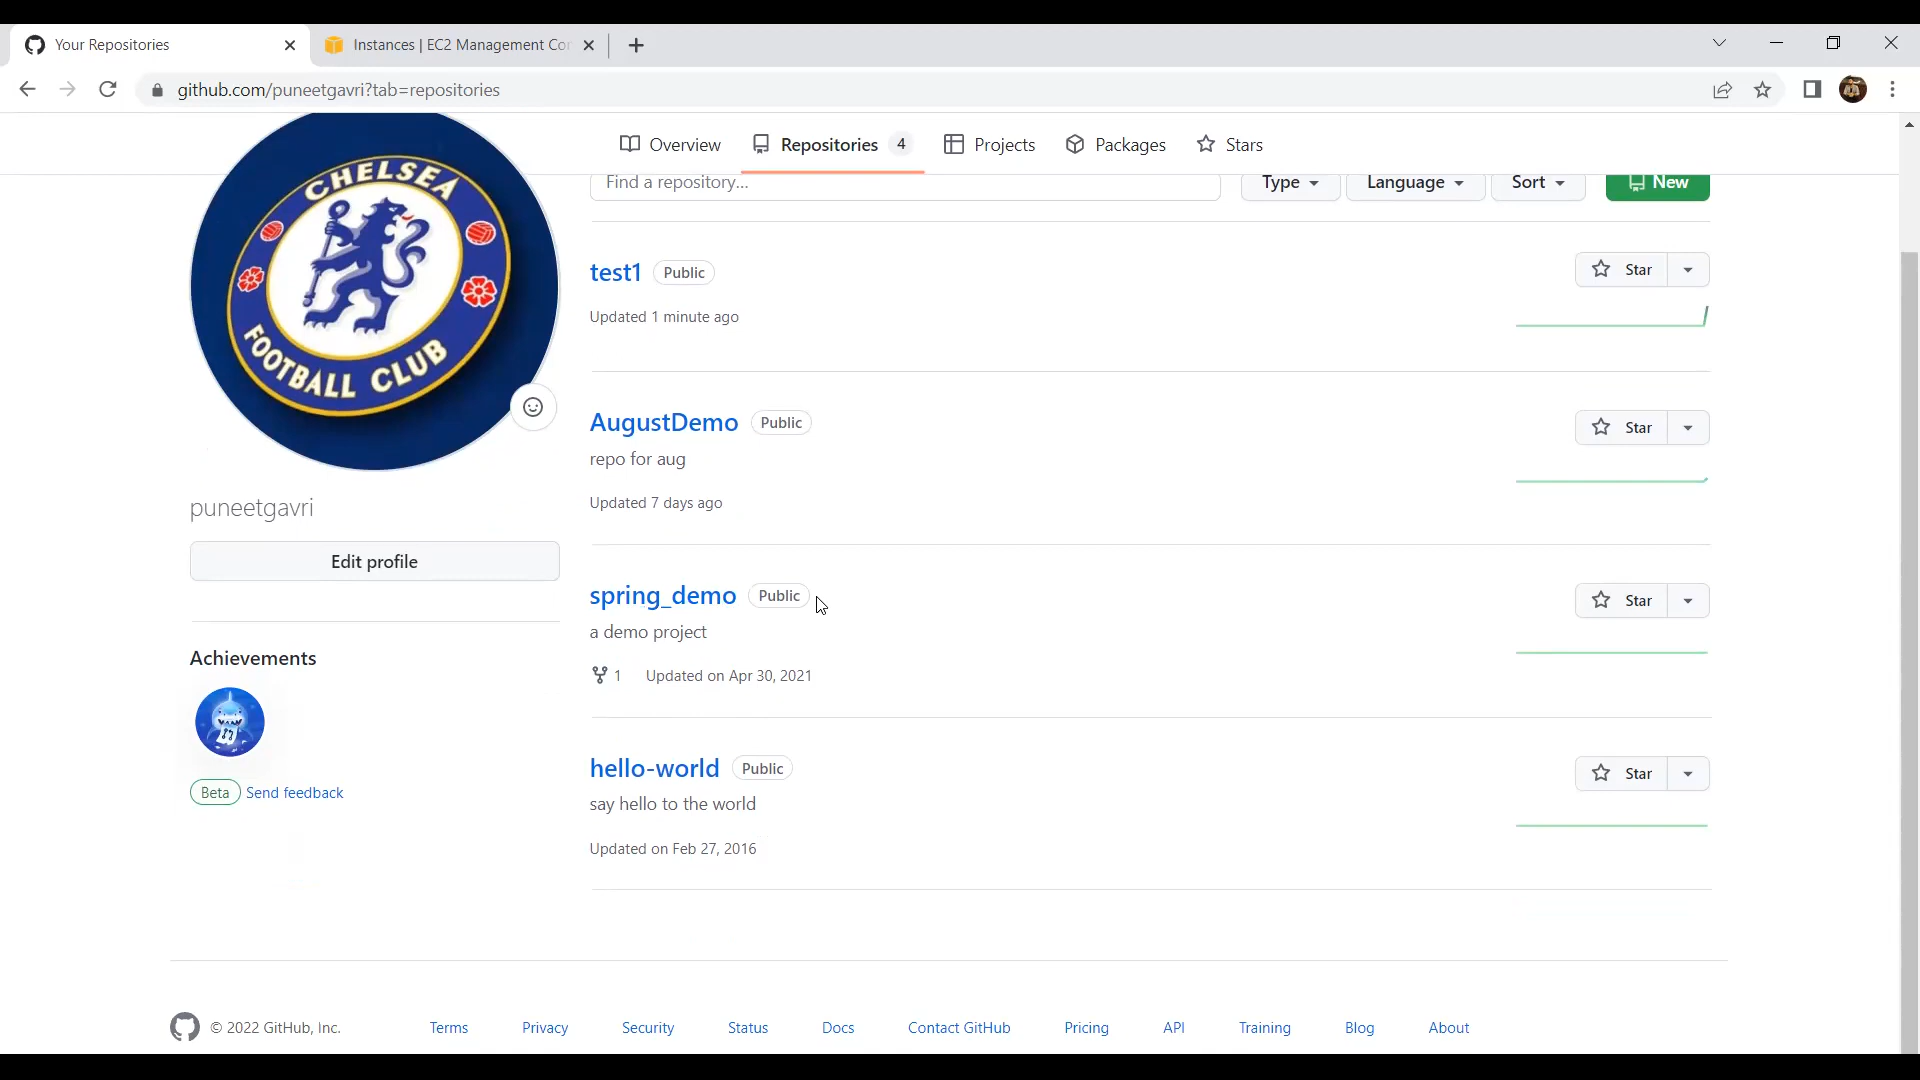 Your Repositories
Instances | EC2 Management Cor
github.com/puneetgavri?tab=repositories
Overview
Repositories 4
Projects
Packages
Stars
Find a repository...
Type
Language
Sort
New
CHELSEA
FOOTBALL CLUB
puneetgavri
Edit profile
Achievements
Beta Send feedback
test1 Public
Star
Updated 1 minute ago
AugustDemo Public
Star
repo for aug
Updated 7 days ago
spring_demo Public
Star
a demo project
1 Updated on Apr 30, 2021
hello-world Public
Star
say hello to the world
Updated on Feb 27, 2016
© 2022 GitHub, Inc.
Terms
Privacy
Security
Status
Docs
Contact GitHub
Pricing
API
Training
Blog
About